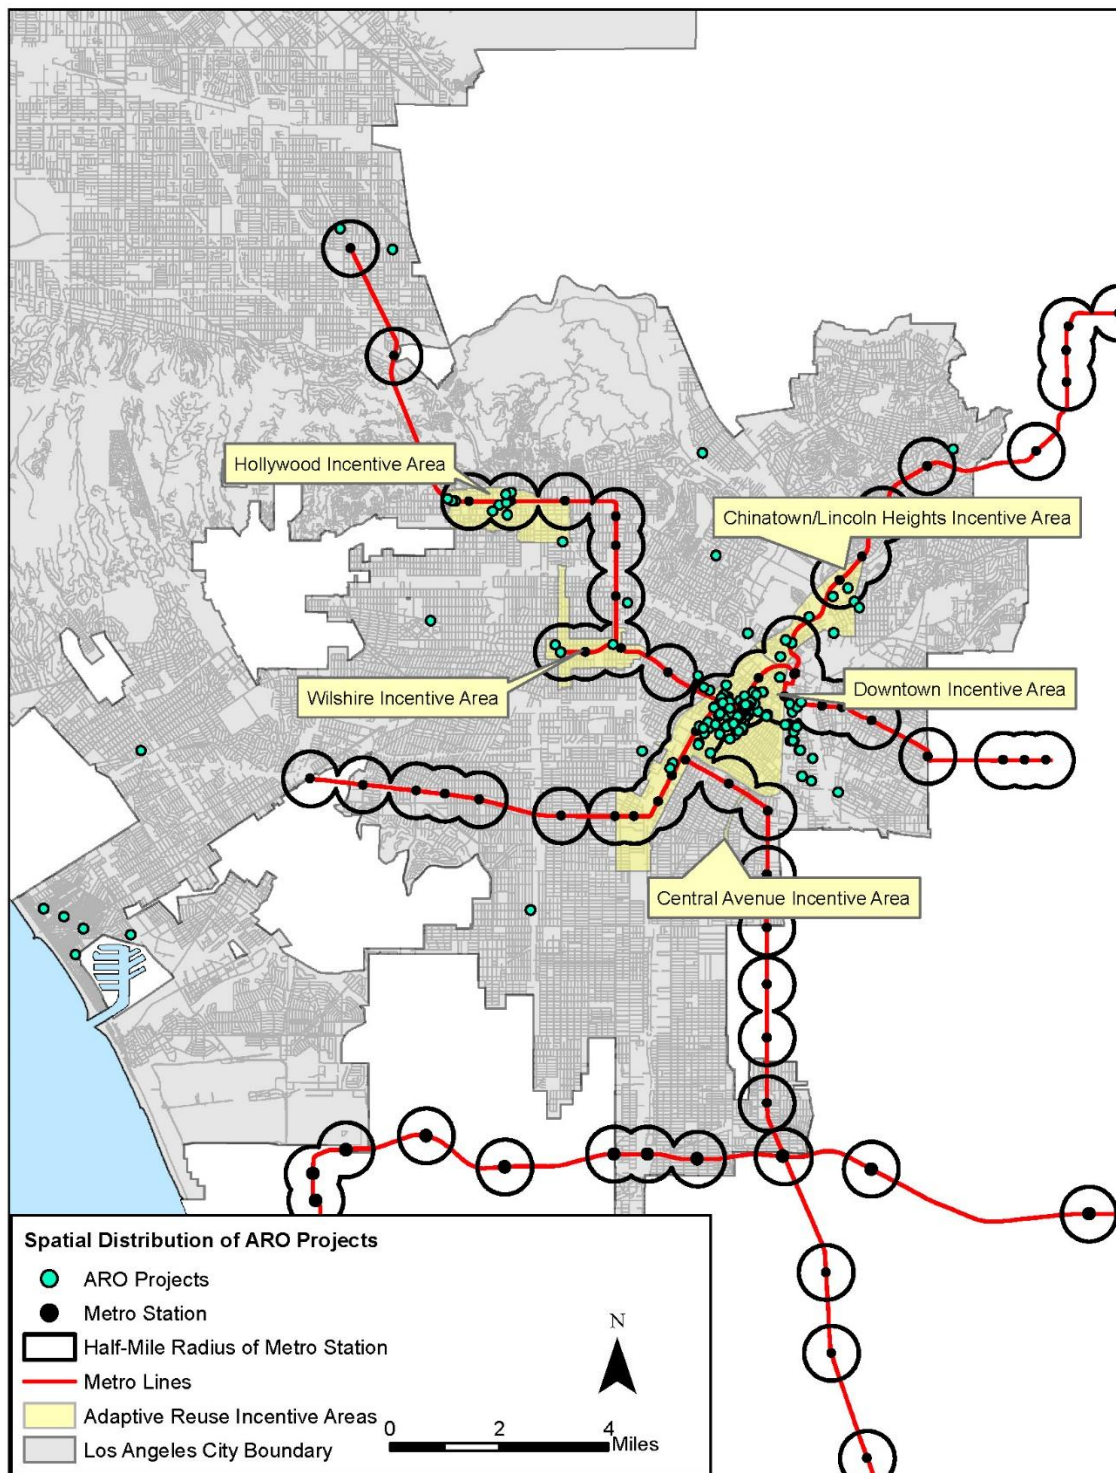 Hollywood Incentive Area
Chinatown/Lincoln Heights Incentive Area
Wilshire Incentive Area
Downtown Incentive Area
Central Avenue Incentive Area
Spatial Distribution of ARO Projects
ARO Projects
Metro Station
Half-Mile Radius of Metro Station
Metro Lines
Adaptive Reuse Incentive Areas
Los Angeles City Boundary
N
0 2 4
Miles